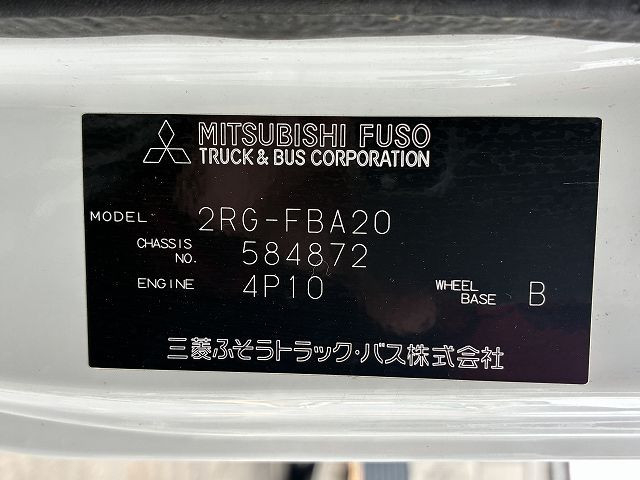 MITSUBISHI FUSO
TRUCK & BUS CORPORATION
MODEL 2RG-FBA20
CHASSIS NO. 584872
ENGINE 4P10 WHEEL BASE B
三菱ふそうトラック・バス株式会社